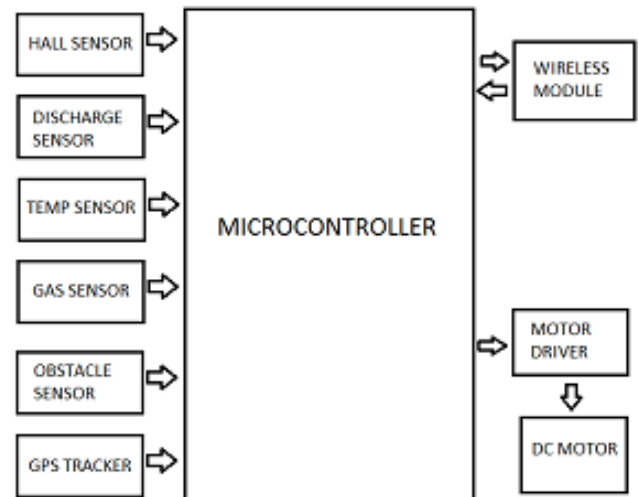 HALL SENSOR
DISCHARGE
SENSOR
TEMP SENSOR
GAS SENSOR
OBSTACLE
SENSOR
GPS TRACKER
MICROCONTROLLER
WIRELESS
MODULE
MOTOR
DRIVER
DC MOTOR